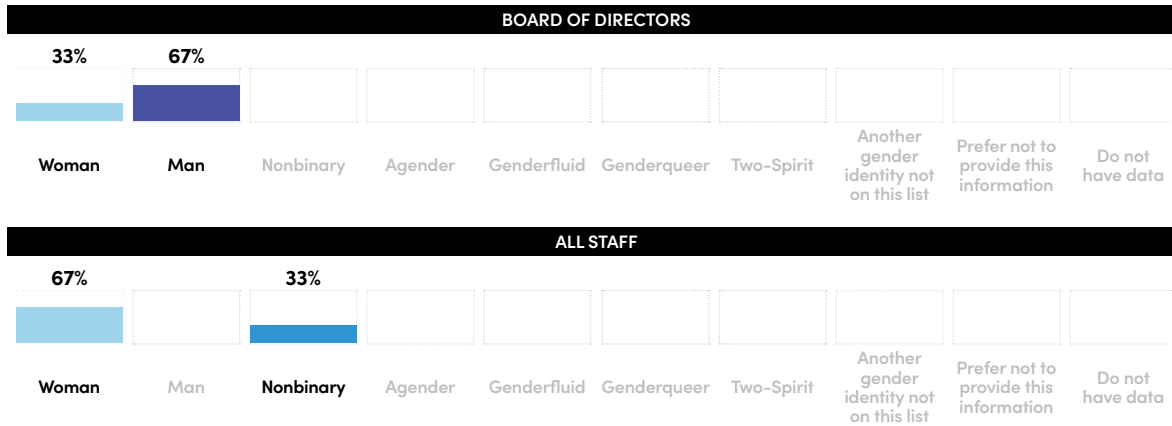 BOARD OF DIRECTORS
33% 67%
Woman Man Nonbinary Agender Genderfluid Genderqueer Two-Spirit
Another
gender
identity not
on this list
Prefer not to
provide this
information
Do not
have data
ALL STAFF
67% 33%
Woman Man Nonbinary Agender Genderfluid Genderqueer Two-Spirit
Another
gender
identity not
on this list
Prefer not to
provide this
information
Do not
have data